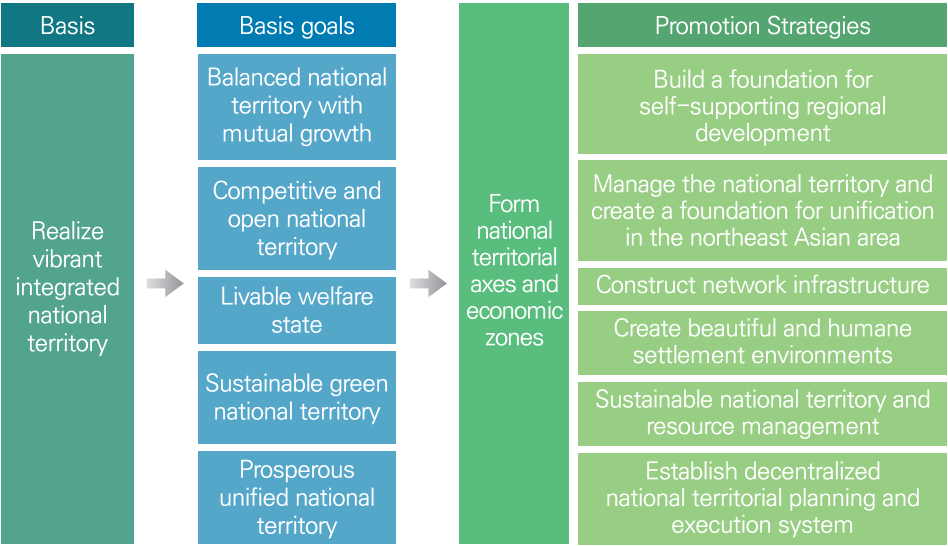 Basis
Realize
vibrant
integrated
national
territory
Basis goals
Balanced national
territory with
mutual growth
Competitive and
open national
territory
Livable welfare
state
Sustainable green
national territory
Prosperous
unified national
territory
Form
national
territorial
axes and
economic
zones
Promotion Strategies
Build a foundation for
self-supporting regional
development
Manage the national territory and
create a foundation for unification
in the northeast Asian area
Construct network infrastructure
Create beautiful and humane
settlement environments
Sustainable national territory and
resource management
Establish decentralized
national territorial planning and
execution system